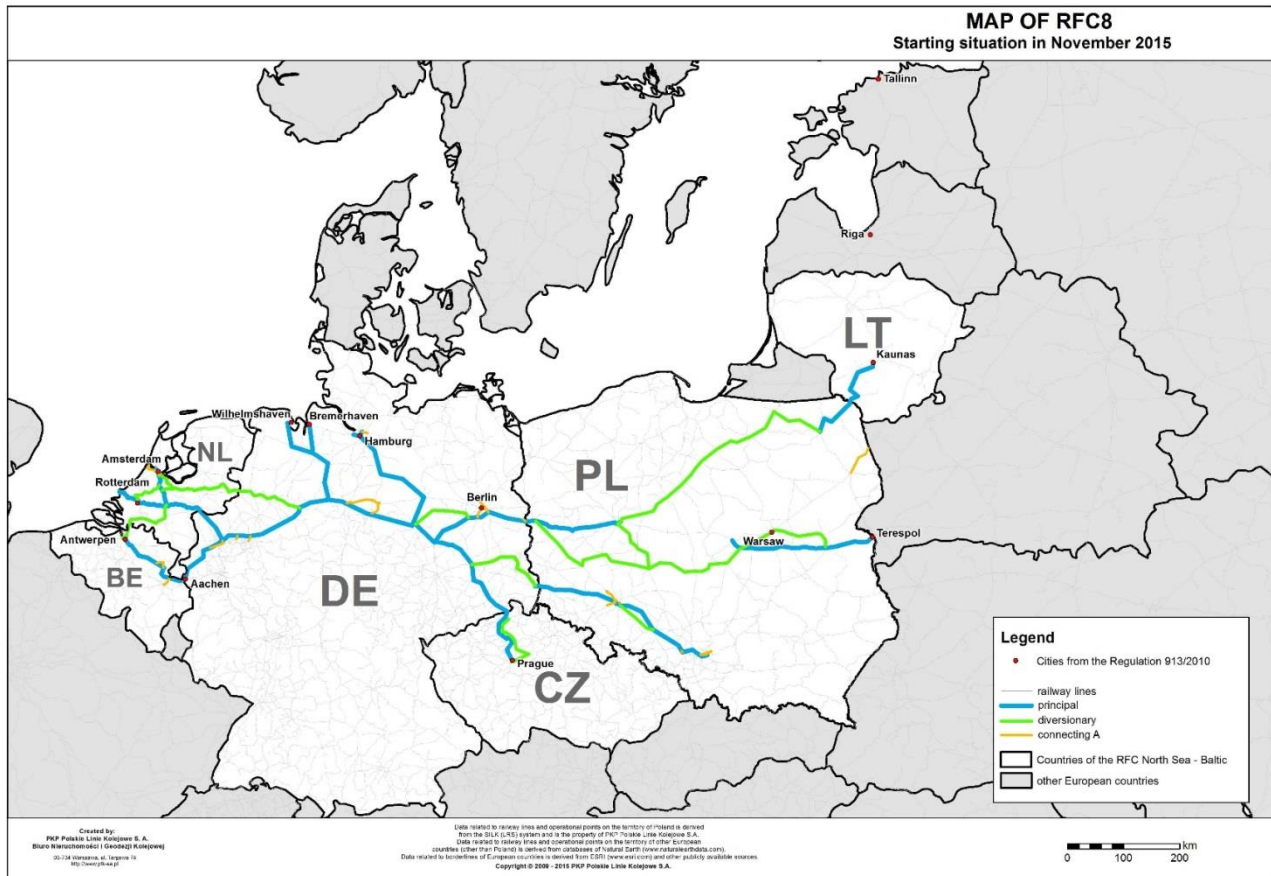 MAP OF RFC8
Starting situation in November 2015
Tallinn
Riga
LT
Kaunas
Wilhelmshaven
Bremerhaven
Hamburg
NL
Amsterdam
Rotterdam
PL
Berlin
Antwerpen
Warsaw
Terespol
BE
Aachen
DE
Prague
CZ
Legend
Cities from the Regulation 913/2010
railway lines
principal
diversionary
connecting A
Countries of the RFC North Sea - Baltic
other European countries
Created by:
PKP Polskie Linie Kolejowe S. A.
Biuro Nieruchomości i Geodezji Kolejowej
03-734 Warszawa, ul. Targowa 74
Data related to railway lines and operational points on the territory of Poland is derived
from the SILK (LRS) system and is the property of PKP Polskie Linie Kolejowe S.A.
Data related to railway lines and operational points on the territory of other European
countries (other than Poland) is derived from databases of Natural Earth (www.naturalearthdata.com).
Data related to borderlines of European countries is derived from ESRI (www.esri.com) and other publicly available sources.
Copyright © 2009 - 2015 PKP Polskie Linie Kolejowe S.A.
0 50 100 200 km